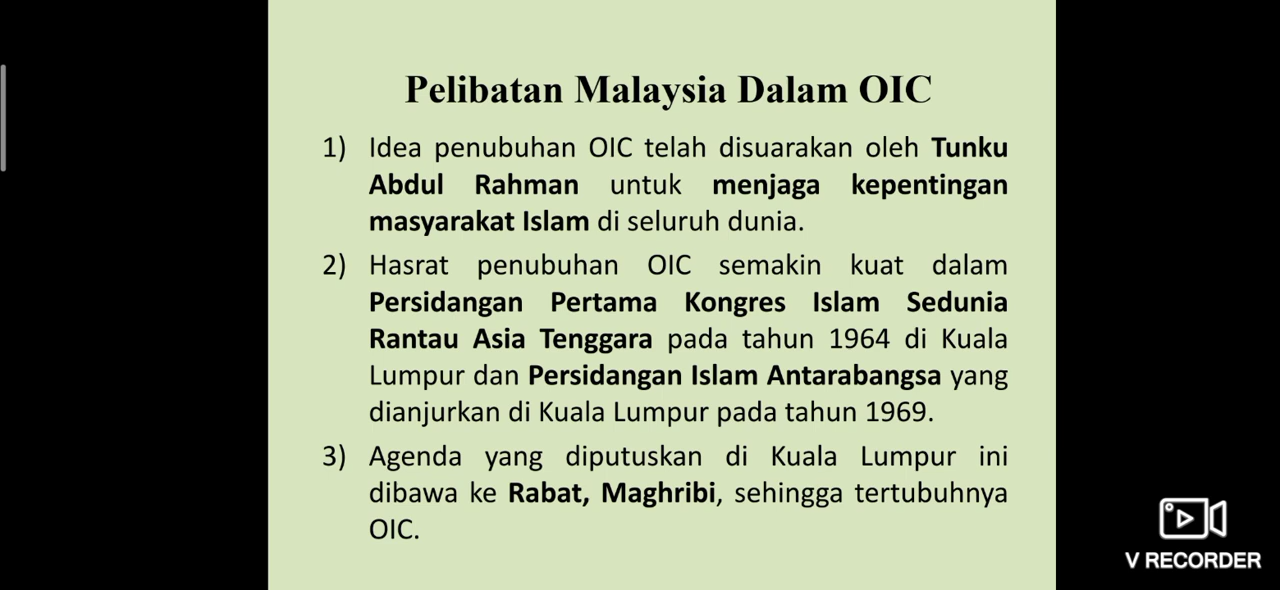 Pelibatan Malaysia Dalam OIC
1) Idea penubuhan OIC telah disuarakan oleh Tunku
Abdul Rahman untuk menjaga kepentingan
masyarakat Islam di seluruh dunia.
2) Hasrat penubuhan OIC semakin kuat dalam
Persidangan Pertama Kongres Islam Sedunia
Rantau Asia Tenggara pada tahun 1964 di Kuala
Lumpur dan Persidangan Islam Antarabangsa yang
dianjurkan di Kuala Lumpur pada tahun 1969.
3) Agenda yang diputuskan di Kuala Lumpur ini
dibawa ke Rabat, Maghribi, sehingga tertubuhnya
OIC.
V RECORDER